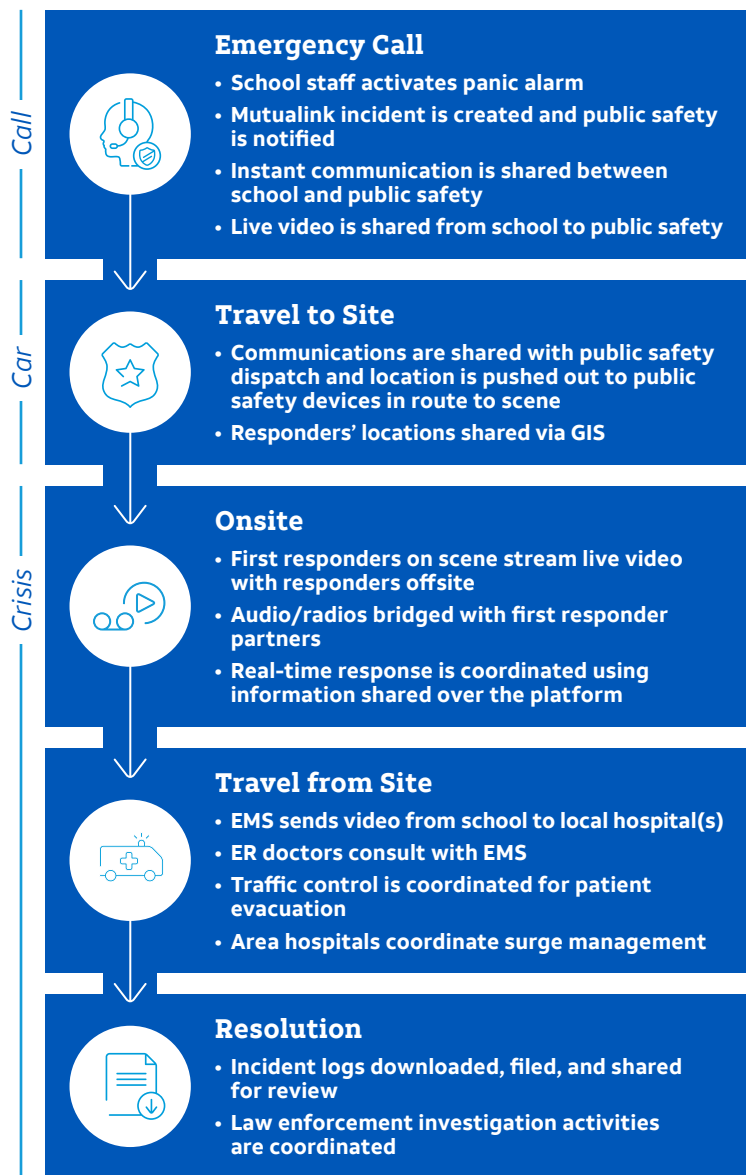 Call
Emergency Call
• School staff activates panic alarm
• Mutualink incident is created and public safety
is notified
• Instant communication is shared between
school and public safety
• Live video is shared from school to public safety
Car
Travel to Site
• Communications are shared with public safety
dispatch and location is pushed out to public
safety devices in route to scene
• Responders’ locations shared via GIS
Crisis
Onsite
• First responders on scene stream live video
with responders offsite
• Audio/radios bridged with first responder
partners
• Real-time response is coordinated using
information shared over the platform
Travel from Site
• EMS sends video from school to local hospital(s)
• ER doctors consult with EMS
• Traffic control is coordinated for patient
evacuation
• Area hospitals coordinate surge management
Resolution
• Incident logs downloaded, filed, and shared
for review
• Law enforcement investigation activities
are coordinated